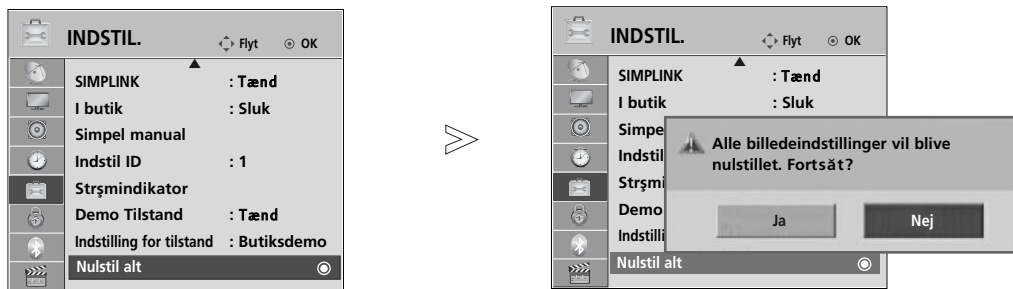 INDSTIL.
Flyt OK
SIMPLINK : Tænd
I butik : Sluk
Simpel manual
Indstil ID : 1
Strşmindikator
Demo Tilstand : Tænd
Indstilling for tilstand : Butiksdemo
Nulstil alt
INDSTIL.
Flyt OK
SIMPLINK : Tænd
I butik : Sluk
Simpe
Indstil
Strşmi
Demo
Indstilli
Nulstil alt
Alle billedeindstillinger vil blive
nulstillet. Fortsăt?
Ja Nej